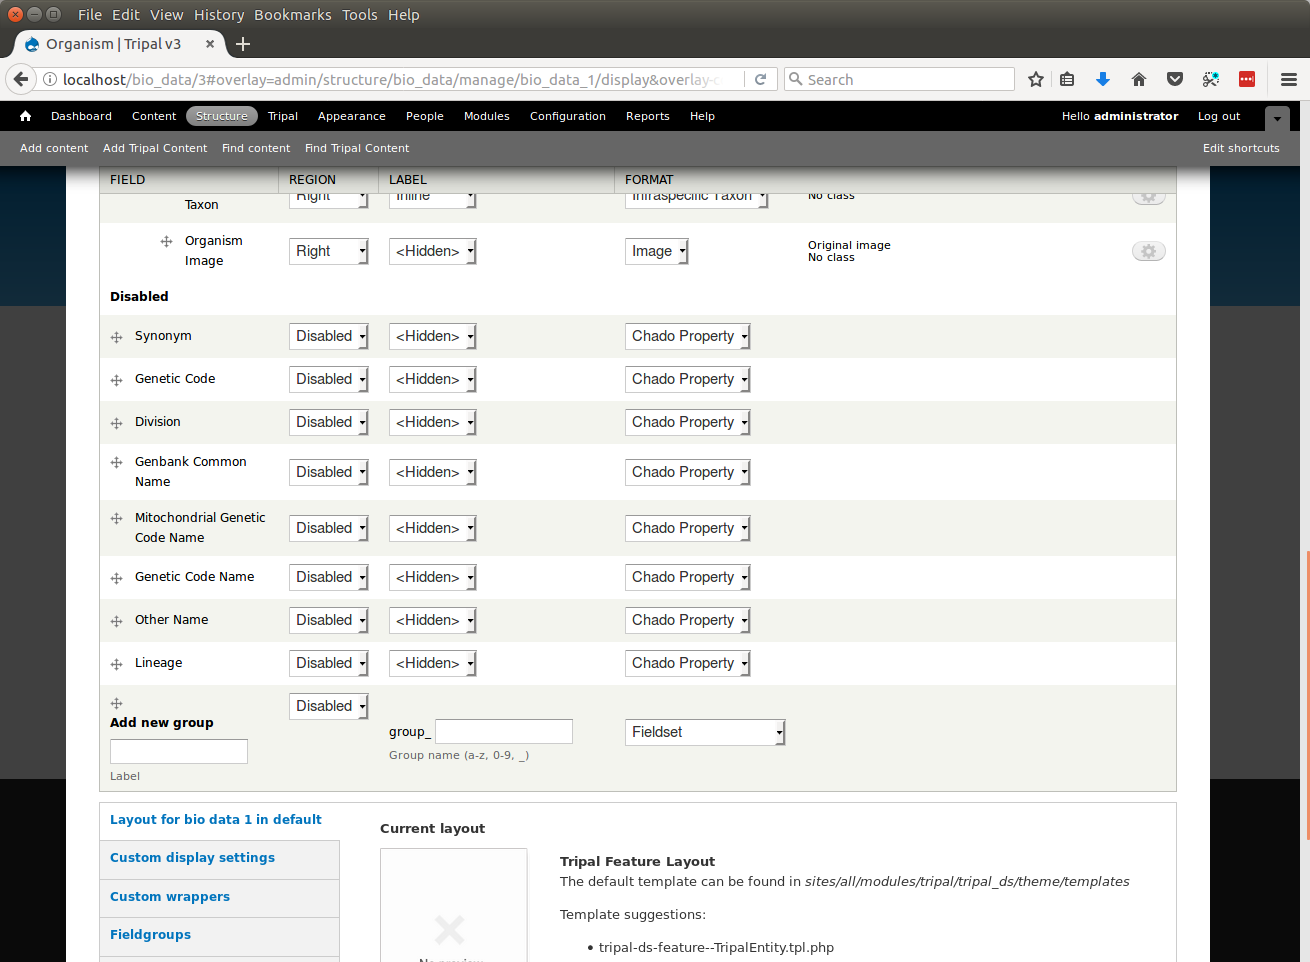 File Edit View History Bookmarks Tools Help
Organism | Tripal v3
localhost/bio_data/3#overlay=admin/structure/bio_data/manage/bio_data_1/display&overlay-c
Search
Dashboard Content Structure Tripal Appearance People Modules Configuration Reports Help Hello administrator Log out
Add content Add Tripal Content Find content Find Tripal Content Edit shortcuts
FIELD REGION LABEL FORMAT
Taxon Right Inline Infraspecific Taxon No class
Organism
Image Right <Hidden> Image Original image
No class
Disabled
Synonym Disabled <Hidden> Chado Property
Genetic Code Disabled <Hidden> Chado Property
Division Disabled <Hidden> Chado Property
Genbank Common
Name Disabled <Hidden> Chado Property
Mitochondrial Genetic
Code Name Disabled <Hidden> Chado Property
Genetic Code Name Disabled <Hidden> Chado Property
Other Name Disabled <Hidden> Chado Property
Lineage Disabled <Hidden> Chado Property
Disabled
Add new group
group_ Fieldset
Group name (a-z, 0-9, _)
Label
Layout for bio data 1 in default
Custom display settings
Custom wrappers
Fieldgroups
Current layout
No preview
Tripal Feature Layout
The default template can be found in sites/all/modules/tripal/tripal_ds/theme/templates
Template suggestions:
• tripal-ds-feature--TripalEntity.tpl.php